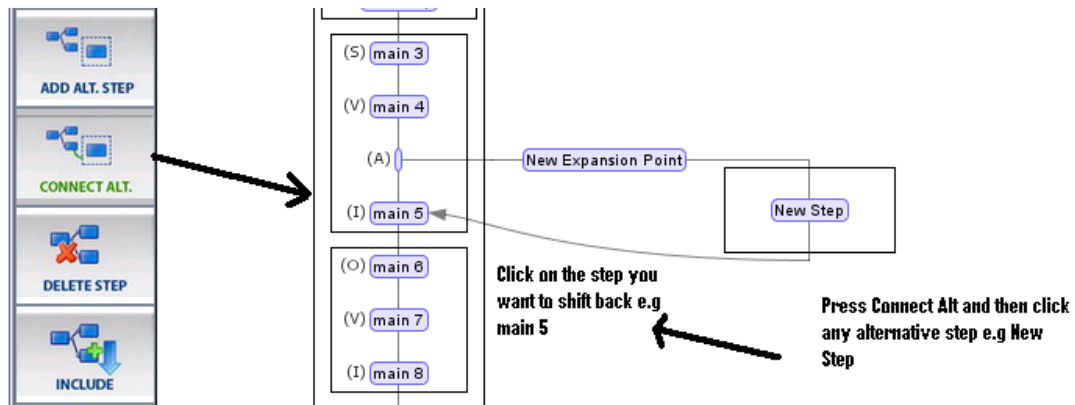 ADD ALT. STEP
CONNECT ALT.
DELETE STEP
INCLUDE
(S) main 3
(V) main 4
(A)
New Expansion Point
(I) main 5
New Step
(O) main 6
(V) main 7
(I) main 8
Click on the step you
want to shift back e.g
main 5
Press Connect Alt and then click
any alternative step e.g New
Step